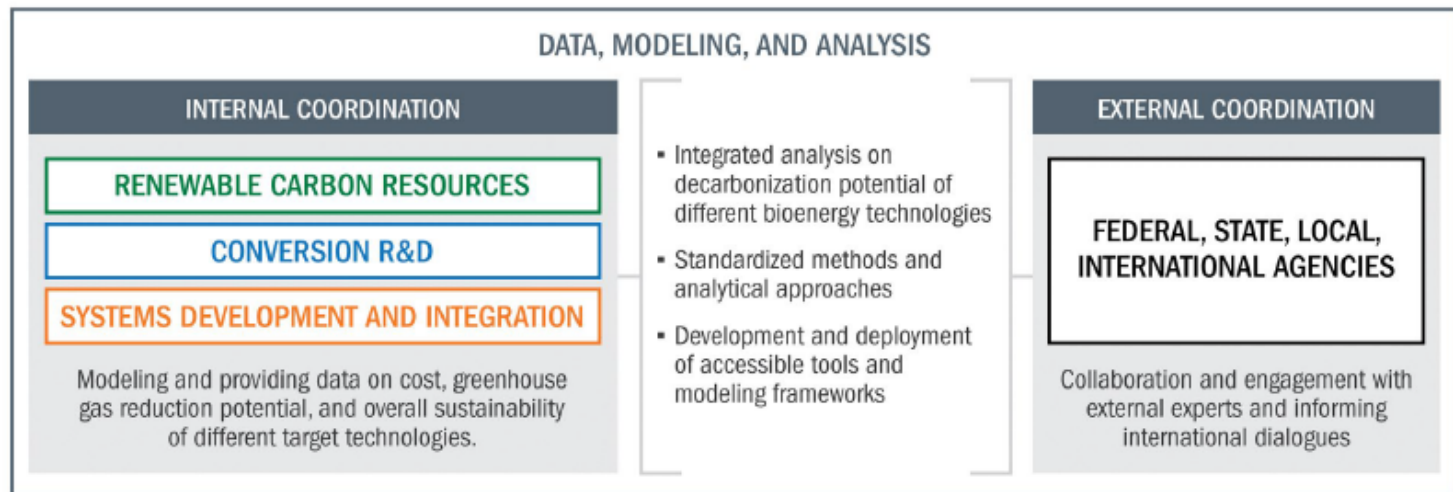 DATA, MODELING, AND ANALYSIS
INTERNAL COORDINATION
RENEWABLE CARBON RESOURCES
CONVERSION R&D
SYSTEMS DEVELOPMENT AND INTEGRATION
Modeling and providing data on cost, greenhouse
gas reduction potential, and overall sustainability
of different target technologies.
▪ Integrated analysis on
decarbonization potential of
different bioenergy technologies
▪ Standardized methods and
analytical approaches
▪ Development and deployment
of accessible tools and
modeling frameworks
EXTERNAL COORDINATION
FEDERAL, STATE, LOCAL,
INTERNATIONAL AGENCIES
Collaboration and engagement with
external experts and informing
international dialogues